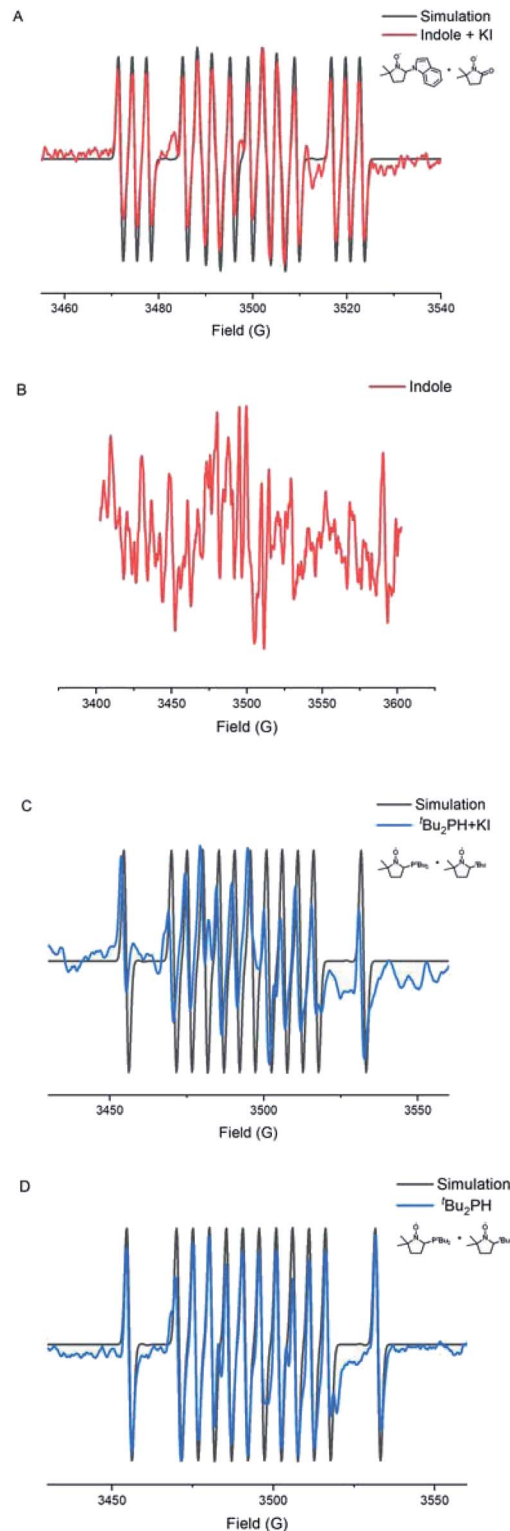 A
Simulation
Indole + KI
3460 3480 3500 3520 3540
Field (G)
B
Indole
3400 3450 3500 3550 3600
Field (G)
C
Simulation
ᵗBu₂PH+KI
3450 3500 3550
Field (G)
D
Simulation
ᵗBu₂PH
3450 3500 3550
Field (G)